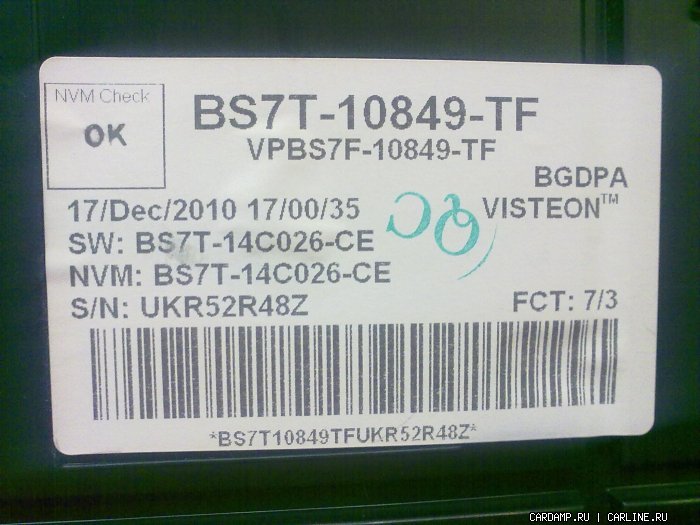 NVM Check
OK
BS7T-10849-TF
VPBS7F-10849-TF
BGDPA
17/Dec/2010 17/00/35
VISTEON™
SW: BS7T-14C026-CE
NVM: BS7T-14C026-CE
S/N: UKR52R48Z
FCT: 7/3
*BS7T10849TFUKR52R48Z*
CARDAMP.RU | CARLINE.RU